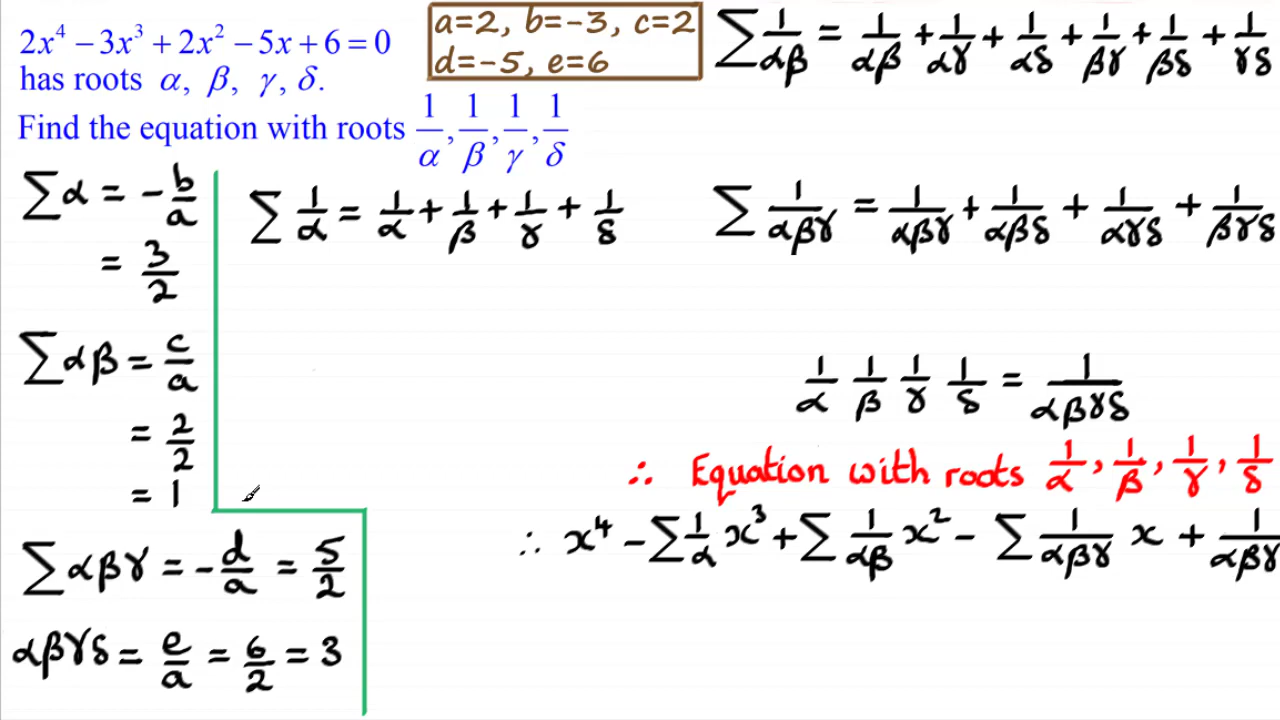 2x⁴ − 3x³ + 2x² − 5x + 6 = 0
has roots α, β, γ, δ.
Find the equation with roots 1/α, 1/β, 1/γ, 1/δ
a=2, b=−3, c=2
d=−5, e=6
∑α = −b/a
= 3/2
∑αβ = c/a
= 2/2
= 1
∑αβγ = −d/a = 5/2
αβγδ = e/a = 6/2 = 3
∑1/α = 1/α + 1/β + 1/γ + 1/δ
∑1/αβ = 1/αβ + 1/αγ + 1/αδ + 1/βγ + 1/βδ + 1/γδ
∑1/αβγ = 1/αβγ + 1/αβδ + 1/αγδ + 1/βγδ
1/α 1/β 1/γ 1/δ = 1/αβγδ
∴ Equation with roots 1/α, 1/β, 1/γ, 1/δ
∴ x⁴ − ∑1/α x³ + ∑1/αβ x² − ∑1/αβγ x + 1/αβγ